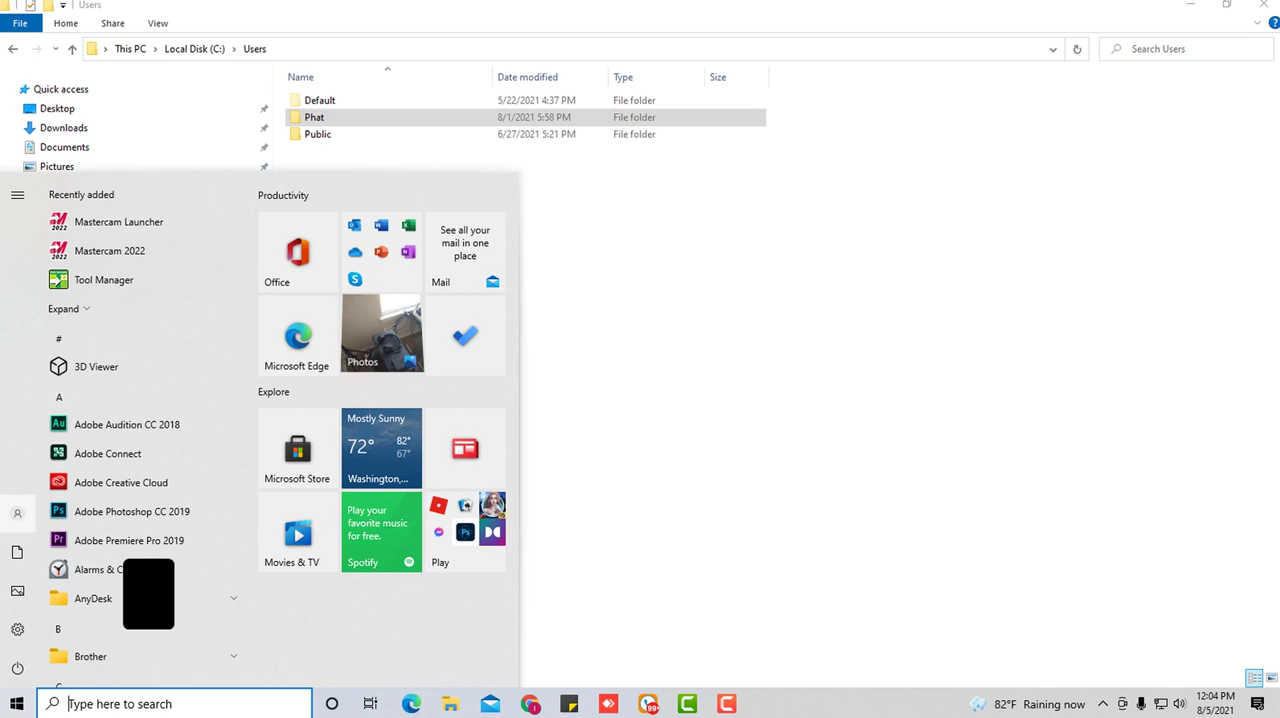 Users
File
Home
Share
View
This PC
Local Disk (C:)
Users
Search Users
Name
Date modified
Type
Size
Quick access
Desktop
Downloads
Documents
Pictures
Default
5/22/2021 4:37 PM
File folder
Phat
8/1/2021 5:58 PM
File folder
Public
6/27/2021 5:21 PM
File folder
Recently added
Mastercam Launcher
Mastercam 2022
Tool Manager
Expand
#
3D Viewer
A
Adobe Audition CC 2018
Adobe Connect
Adobe Creative Cloud
Adobe Photoshop CC 2019
Adobe Premiere Pro 2019
Alarms & C
AnyDesk
B
Brother
Productivity
Office
See all your
mail in one
place
Mail
Microsoft Edge
Photos
Explore
Microsoft Store
Mostly Sunny
72°
82°
67°
Washington,...
Movies & TV
Play your
favorite music
for free.
Spotify
Play
Type here to search
99+
82°F Raining now
12:04 PM
8/5/2021